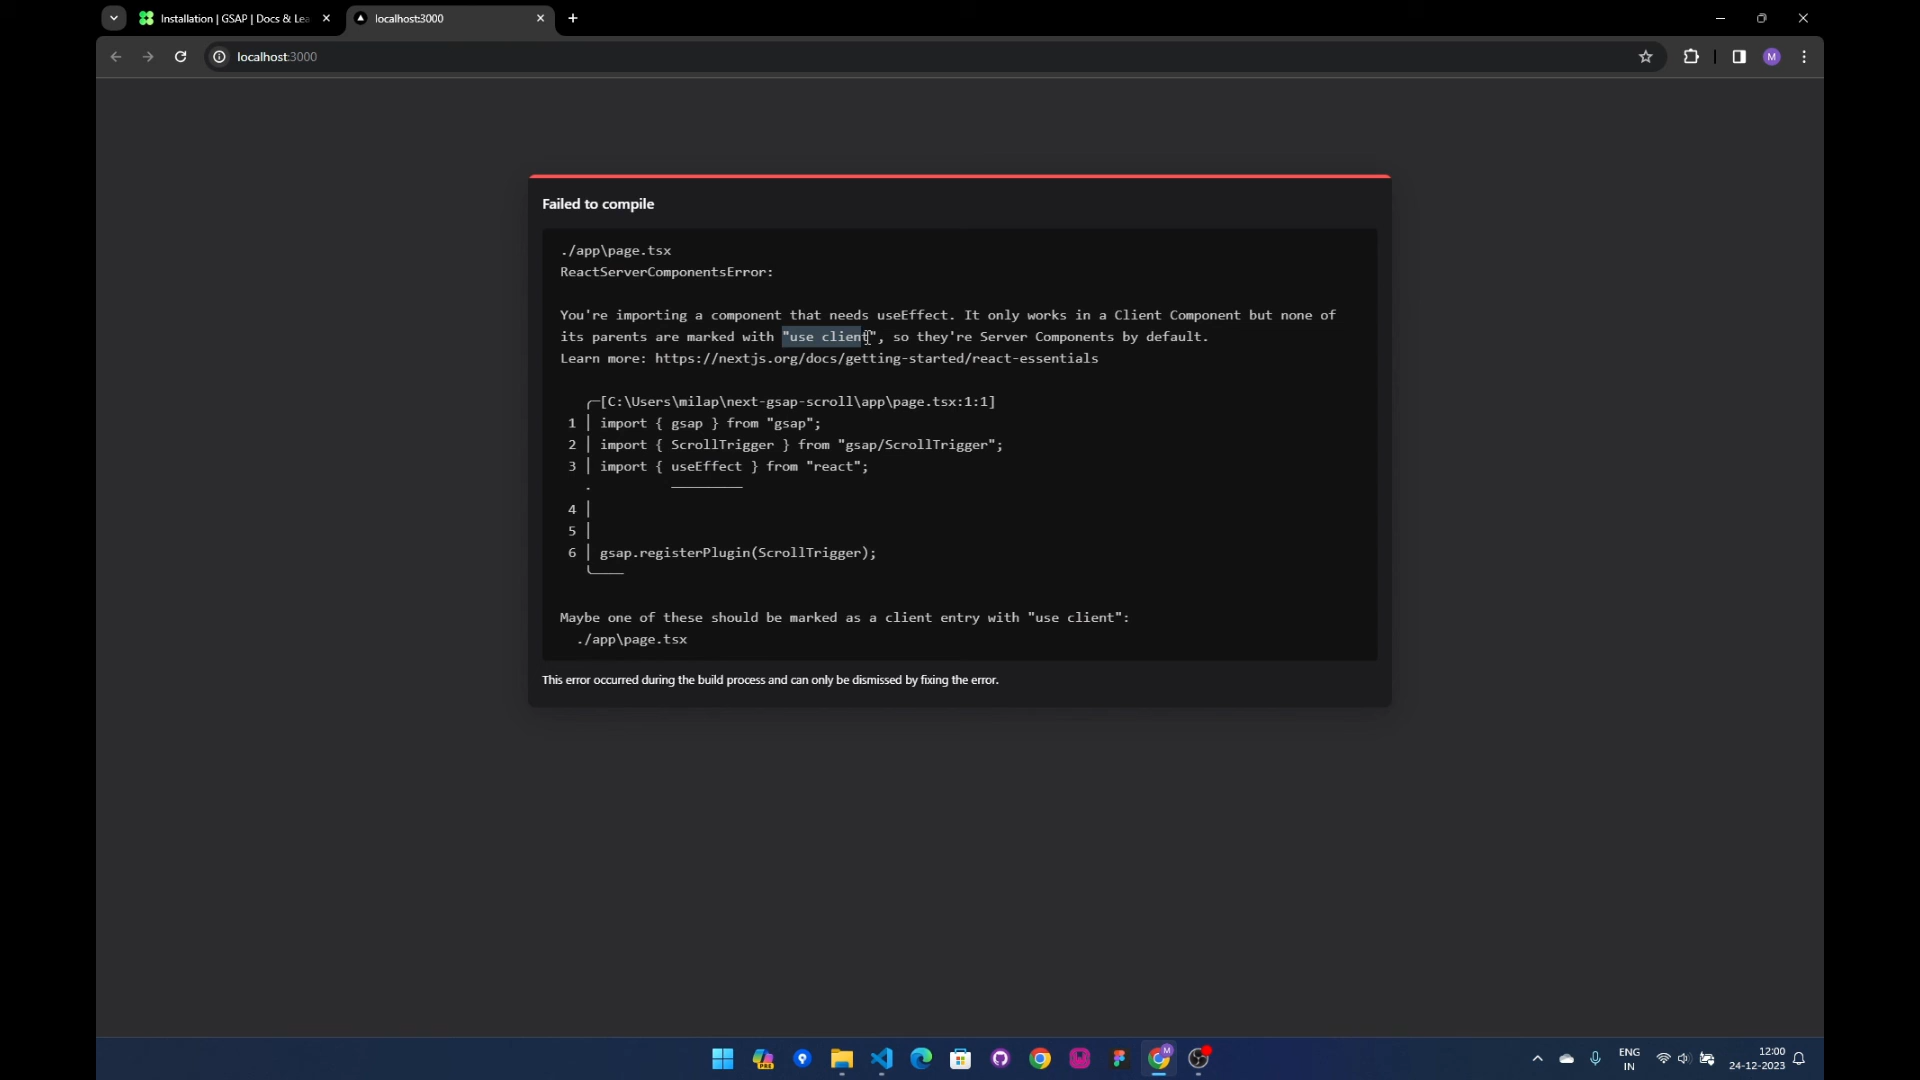 Installation | GSAP | Docs & Lea
localhost:3000
localhost:3000
M
Failed to compile
./app\page.tsx
ReactServerComponentsError:
You're importing a component that needs useEffect. It only works in a Client Component but none of
its parents are marked with "use client", so they're Server Components by default.
Learn more: https://nextjs.org/docs/getting-started/react-essentials
╭─[C:\Users\milap\next-gsap-scroll\app\page.tsx:1:1]
1 │ import { gsap } from "gsap";
2 │ import { ScrollTrigger } from "gsap/ScrollTrigger";
3 │ import { useEffect } from "react";
· ─────────
4 │
5 │
6 │ gsap.registerPlugin(ScrollTrigger);
╰────
Maybe one of these should be marked as a client entry with "use client":
./app\page.tsx
This error occurred during the build process and can only be dismissed by fixing the error.
PRE
M
ENG
IN
12:00
24-12-2023